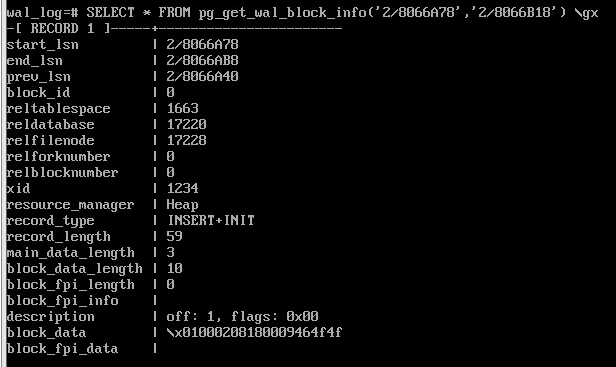 wal_log=# SELECT * FROM pg_get_wal_block_info('2/8066A78','2/8066B18') \gx
-[ RECORD 1 ]-----+-----------------------
start_lsn         | 2/8066A78
end_lsn           | 2/8066AB8
prev_lsn          | 2/8066A40
block_id          | 0
reltablespace     | 1663
reldatabase       | 17220
relfilenode       | 17228
relforknumber     | 0
relblocknumber    | 0
xid               | 1234
resource_manager  | Heap
record_type       | INSERT+INIT
record_length     | 59
main_data_length  | 3
block_data_length | 10
block_fpi_length  | 0
block_fpi_info    |
description       | off: 1, flags: 0x00
block_data        | \x01000208180009464f4f
block_fpi_data    |